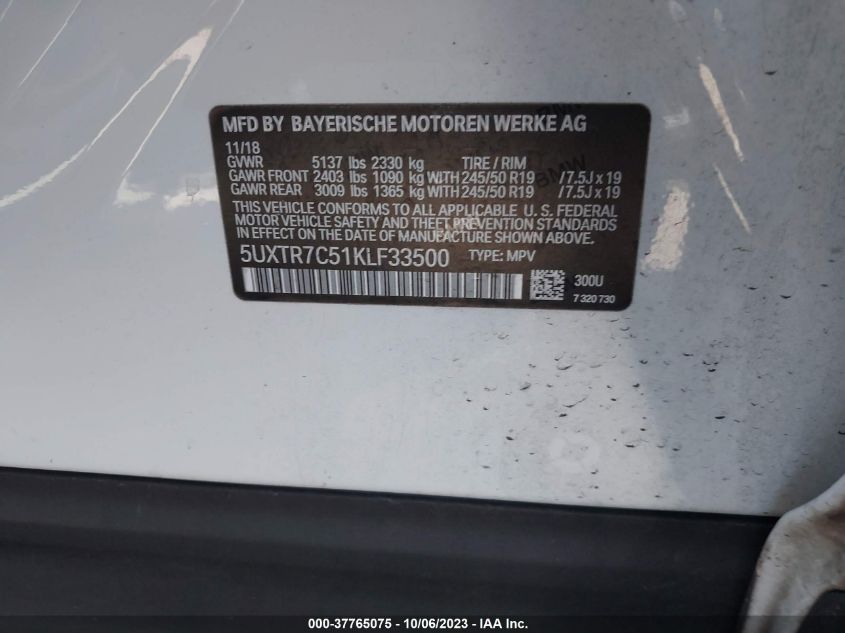 MFD BY BAYERISCHE MOTOREN WERKE AG
11/18
GVWR 5137 lbs 2330 kg TIRE / RIM
GAWR FRONT 2403 lbs 1090 kg WITH 245/50 R19 /7.5J x 19
GAWR REAR 3009 lbs 1365 kg WITH 245/50 R19 /7.5J x 19
THIS VEHICLE CONFORMS TO ALL APPLICABLE U. S. FEDERAL
MOTOR VEHICLE SAFETY AND THEFT PREVENTION STANDARDS
IN EFFECT ON THE DATE OF MANUFACTURE SHOWN ABOVE.
5UXTR7C51KLF33500 TYPE: MPV
300U
7 320 730
000-37765075 - 10/06/2023 - IAA Inc.